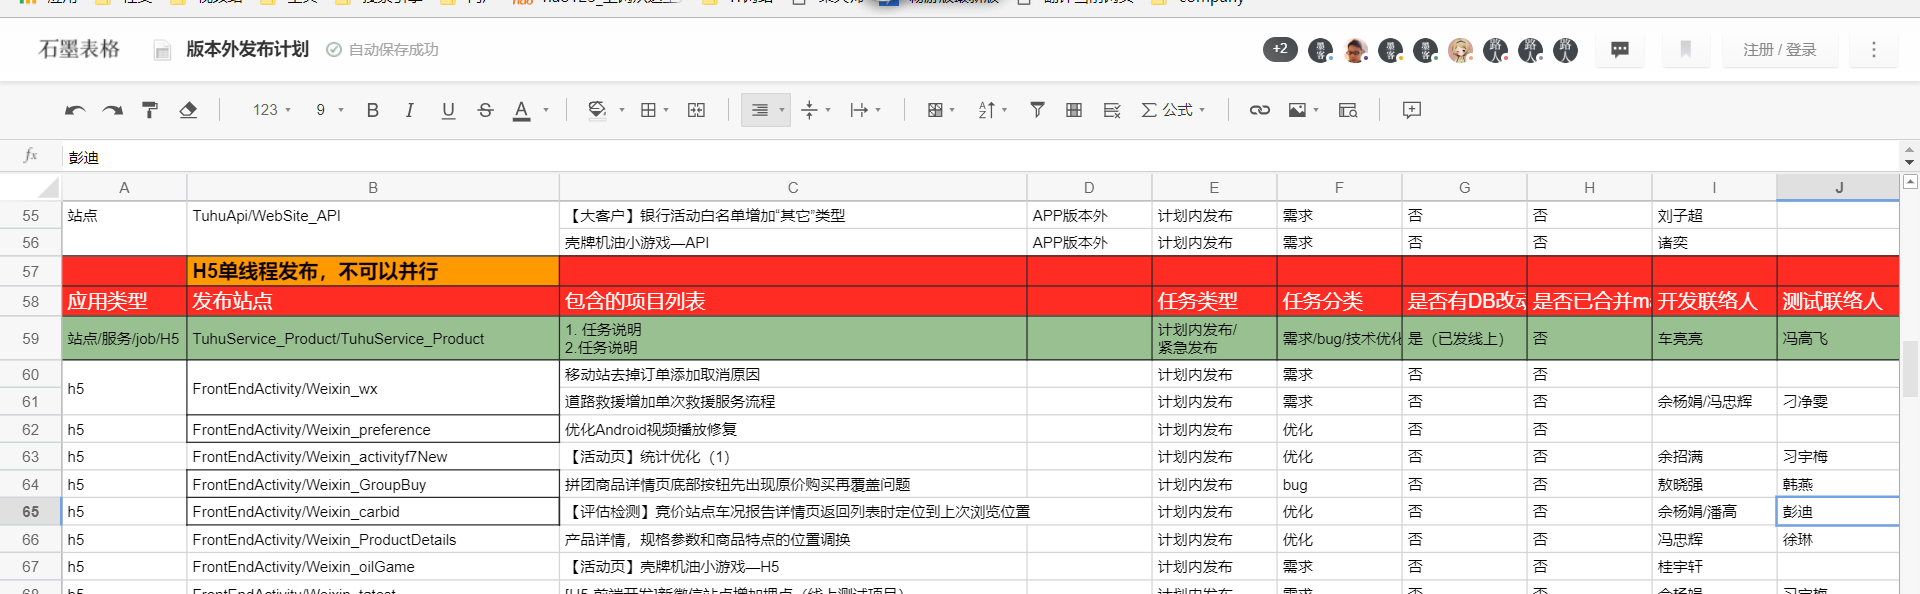 石墨表格 版本外发布计划 自动保存成功 +2 墨客 墨客 墨客 路人 路人 路人 注册 / 登录
123 9 B I U S A 公式
fx 彭迪
A B C D E F G H I J
55 站点 TuhuApi/WebSite_API 【大客户】银行活动白名单增加“其它”类型 APP版本外 计划内发布 需求 否 否 刘子超
56 壳牌机油小游戏—API APP版本外 计划内发布 需求 否 否 诸奕
57 H5单线程发布，不可以并行
58 应用类型 发布站点 包含的项目列表 任务类型 任务分类 是否有DB改动 是否已合并ma 开发联络人 测试联络人
59 站点/服务/job/H5 TuhuService_Product/TuhuService_Product 1. 任务说明 计划内发布/ 需求/bug/技术优化 是（已发线上） 否 车亮亮 冯高飞
2.任务说明 紧急发布
60 h5 FrontEndActivity/Weixin_wx 移动站去掉订单添加取消原因 计划内发布 需求 否 否
61 道路救援增加单次救援服务流程 计划内发布 需求 否 否 佘杨娟/冯忠辉 刁净雯
62 h5 FrontEndActivity/Weixin_preference 优化Android视频播放修复 计划内发布 优化 否 否
63 h5 FrontEndActivity/Weixin_activityf7New 【活动页】统计优化（1） 计划内发布 优化 否 否 余招满 习宇梅
64 h5 FrontEndActivity/Weixin_GroupBuy 拼团商品详情页底部按钮先出现原价购买再覆盖问题 计划内发布 bug 否 否 敖晓强 韩燕
65 h5 FrontEndActivity/Weixin_carbid 【评估检测】竞价站点车况报告详情页返回列表时定位到上次浏览位置 计划内发布 优化 否 否 佘杨娟/潘高 彭迪
66 h5 FrontEndActivity/Weixin_ProductDetails 产品详情，规格参数和商品特点的位置调换 计划内发布 优化 否 否 冯忠辉 徐琳
67 h5 FrontEndActivity/Weixin_oilGame 【活动页】壳牌机油小游戏—H5 计划内发布 需求 否 否 桂宇轩